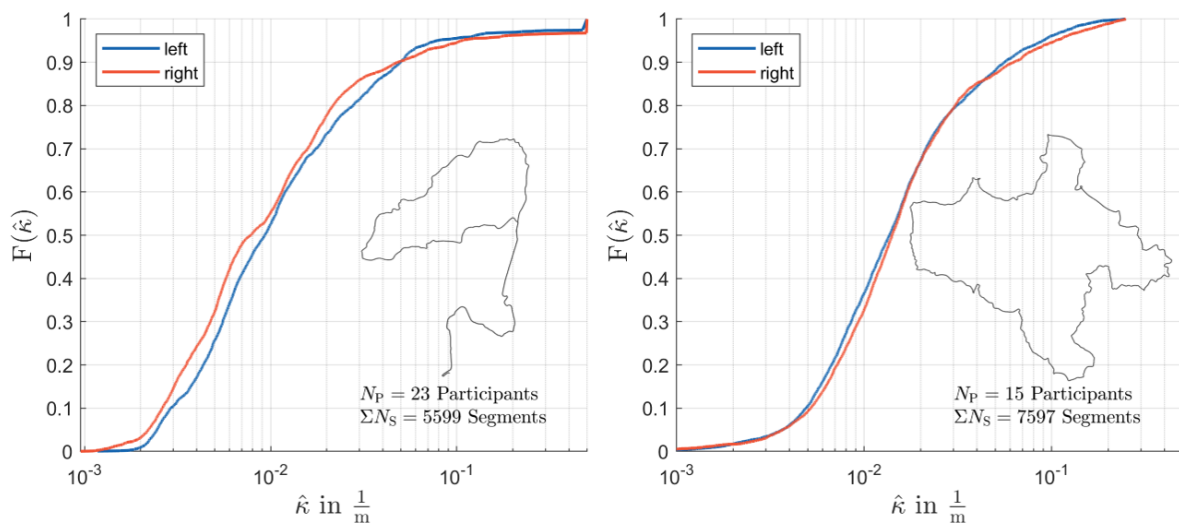 1
0.9
0.8
0.7
0.6
0.5
0.4
0.3
0.2
0.1
0
F(κ̂)
left
right
N_P = 23 Participants
ΣN_S = 5599 Segments
10^-3
10^-2
10^-1
κ̂ in 1/m
1
0.9
0.8
0.7
0.6
0.5
0.4
0.3
0.2
0.1
0
F(κ̂)
left
right
N_P = 15 Participants
ΣN_S = 7597 Segments
10^-3
10^-2
10^-1
κ̂ in 1/m